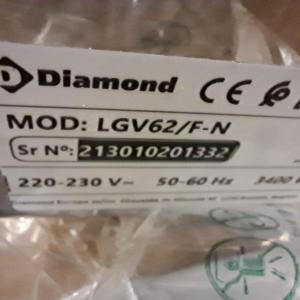 Diamond CE
MOD: LGV62/F-N
Sr Nº: 213010201332
220-230 V~ 50-60 Hz 3400